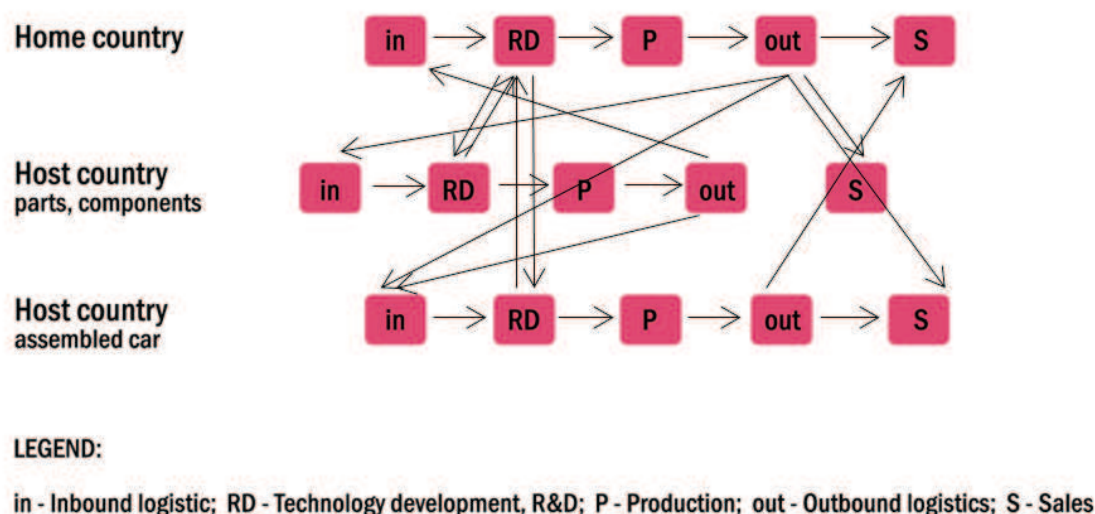 Home country
in RD P out S
Host country
parts, components
in RD P out S
Host country
assembled car
in RD P out S
LEGEND:
in - Inbound logistic; RD - Technology development, R&D; P - Production; out - Outbound logistics; S - Sales